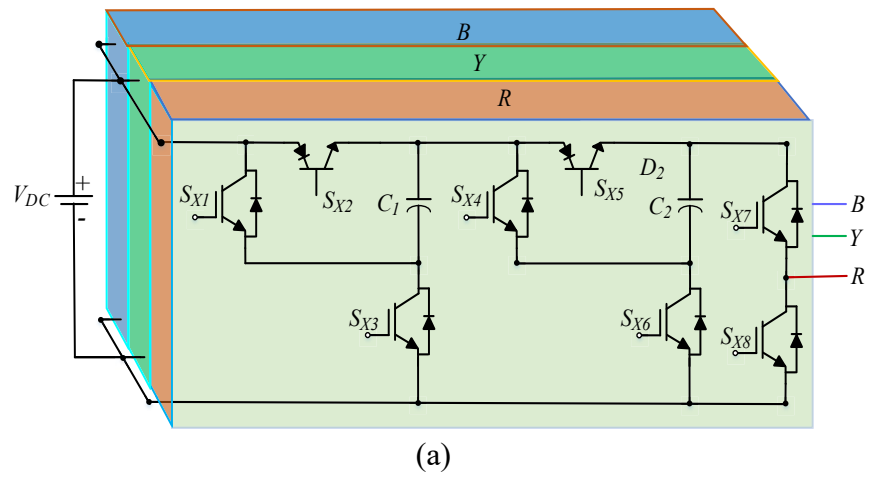 B
Y
R
V_DC
+
-
S_X1
S_X2
C_1
S_X3
S_X4
S_X5
D_2
C_2
S_X6
S_X7
S_X8
B
Y
R
(a)